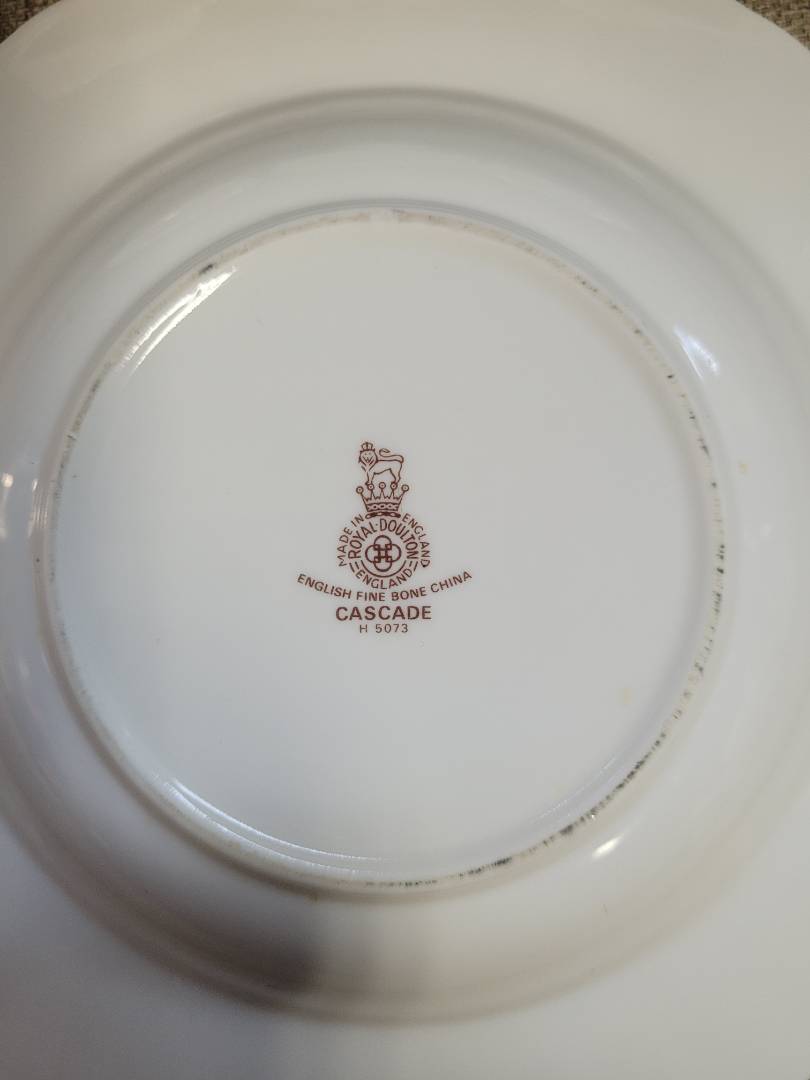 MADE IN ENGLAND
ROYAL·DOULTON
ENGLAND
ENGLISH FINE BONE CHINA
CASCADE
H 5073